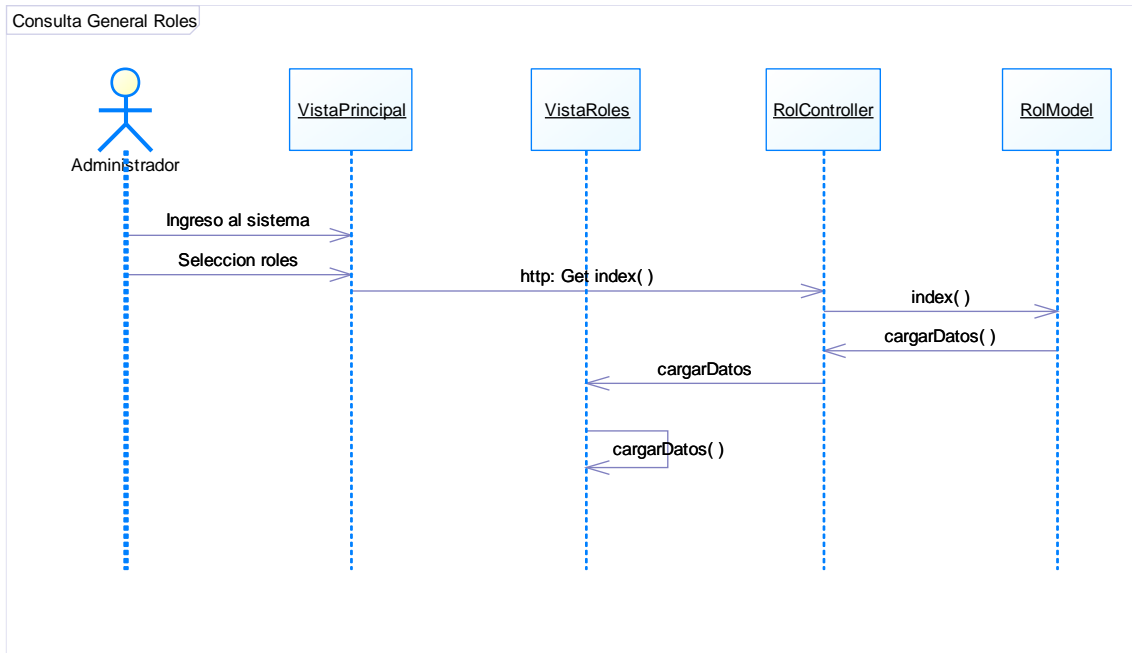 Consulta General Roles
VistaPrincipal
VistaRoles
RolController
RolModel
Administrador
Ingreso al sistema
Seleccion roles
http: Get index( )
index( )
cargarDatos( )
cargarDatos
cargarDatos( )